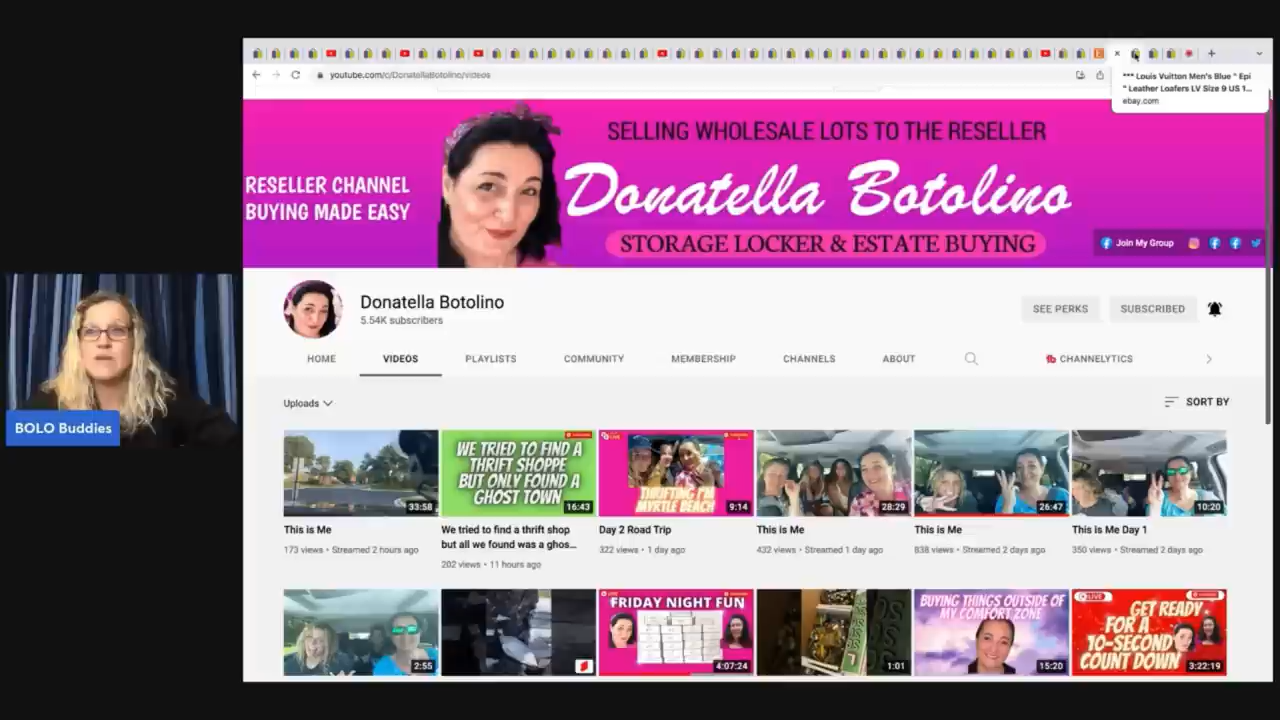 youtube.com/c/DonatellaBotolino/videos
*** Louis Vuitton Men's Blue " Epi
" Leather Loafers LV Size 9 US 1...
ebay.com
SELLING WHOLESALE LOTS TO THE RESELLER
RESELLER CHANNEL
BUYING MADE EASY
Donatella Botolino
STORAGE LOCKER & ESTATE BUYING
Join My Group
Donatella Botolino
5.54K subscribers
SEE PERKS
SUBSCRIBED
HOME
VIDEOS
PLAYLISTS
COMMUNITY
MEMBERSHIP
CHANNELS
ABOUT
CHANNELYTICS
Uploads
SORT BY
BOLO Buddies
33:58
WE TRIED TO FIND A
THRIFT SHOPPE
BUT ONLY FOUND A
GHOST TOWN
16:43
LIVE
THRIFTING I'M
MYRTLE BEACH
9:14
28:29
26:47
10:20
This is Me
173 views • Streamed 2 hours ago
We tried to find a thrift shop
but all we found was a ghos...
202 views • 11 hours ago
Day 2 Road Trip
322 views • 1 day ago
This is Me
432 views • Streamed 1 day ago
This is Me
838 views • Streamed 2 days ago
This is Me Day 1
350 views • Streamed 2 days ago
2:55
FRIDAY NIGHT FUN
4:07:24
1:01
BUYING THINGS OUTSIDE OF
MY COMFORT ZONE
15:20
LIVE
GET READY
FOR A
10-SECOND
COUNT DOWN
3:22:19